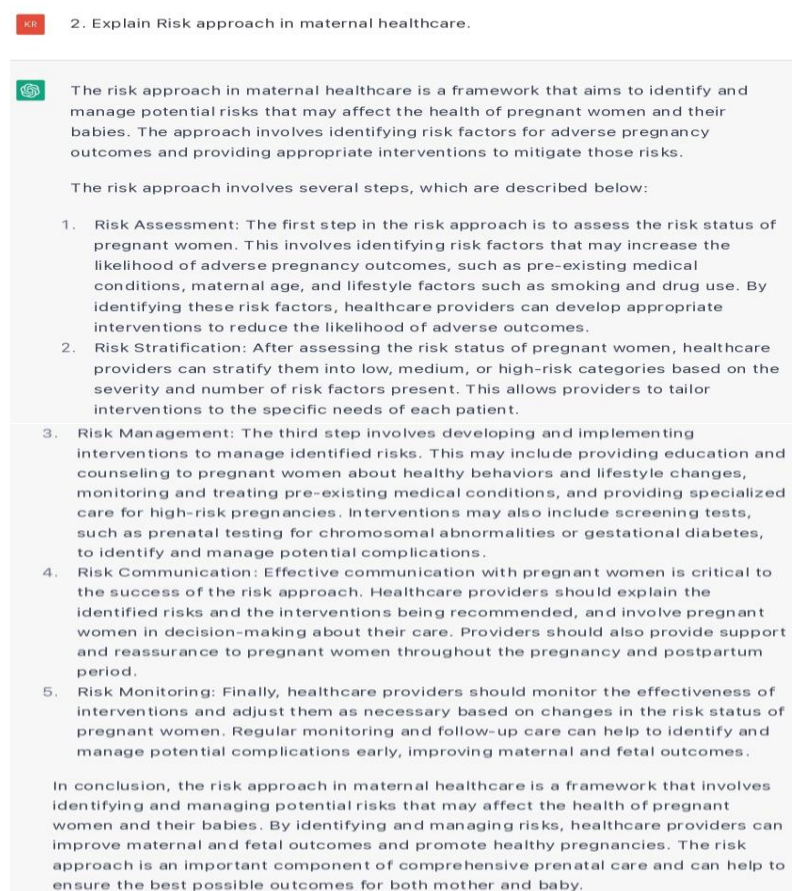 KR
2. Explain Risk approach in maternal healthcare.
The risk approach in maternal healthcare is a framework that aims to identify and
manage potential risks that may affect the health of pregnant women and their
babies. The approach involves identifying risk factors for adverse pregnancy
outcomes and providing appropriate interventions to mitigate those risks.
The risk approach involves several steps, which are described below:
1. Risk Assessment: The first step in the risk approach is to assess the risk status of
pregnant women. This involves identifying risk factors that may increase the
likelihood of adverse pregnancy outcomes, such as pre-existing medical
conditions, maternal age, and lifestyle factors such as smoking and drug use. By
identifying these risk factors, healthcare providers can develop appropriate
interventions to reduce the likelihood of adverse outcomes.
2. Risk Stratification: After assessing the risk status of pregnant women, healthcare
providers can stratify them into low, medium, or high-risk categories based on the
severity and number of risk factors present. This allows providers to tailor
interventions to the specific needs of each patient.
3. Risk Management: The third step involves developing and implementing
interventions to manage identified risks. This may include providing education and
counseling to pregnant women about healthy behaviors and lifestyle changes,
monitoring and treating pre-existing medical conditions, and providing specialized
care for high-risk pregnancies. Interventions may also include screening tests,
such as prenatal testing for chromosomal abnormalities or gestational diabetes,
to identify and manage potential complications.
4. Risk Communication: Effective communication with pregnant women is critical to
the success of the risk approach. Healthcare providers should explain the
identified risks and the interventions being recommended, and involve pregnant
women in decision-making about their care. Providers should also provide support
and reassurance to pregnant women throughout the pregnancy and postpartum
period.
5. Risk Monitoring: Finally, healthcare providers should monitor the effectiveness of
interventions and adjust them as necessary based on changes in the risk status of
pregnant women. Regular monitoring and follow-up care can help to identify and
manage potential complications early, improving maternal and fetal outcomes.
In conclusion, the risk approach in maternal healthcare is a framework that involves
identifying and managing potential risks that may affect the health of pregnant
women and their babies. By identifying and managing risks, healthcare providers can
improve maternal and fetal outcomes and promote healthy pregnancies. The risk
approach is an important component of comprehensive prenatal care and can help to
ensure the best possible outcomes for both mother and baby.